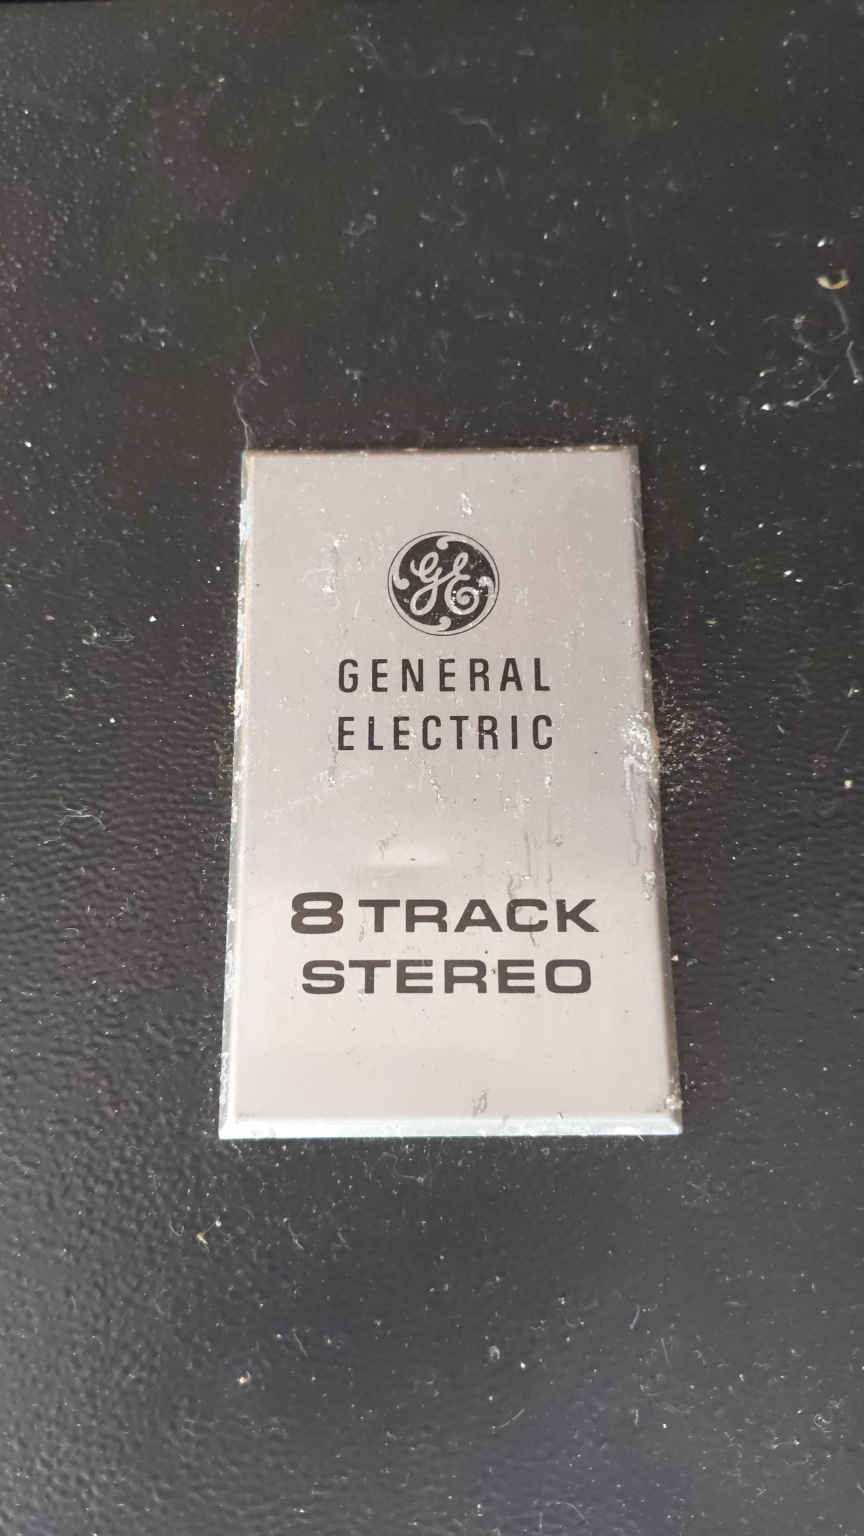 GE
GENERAL
ELECTRIC
8 TRACK
STEREO